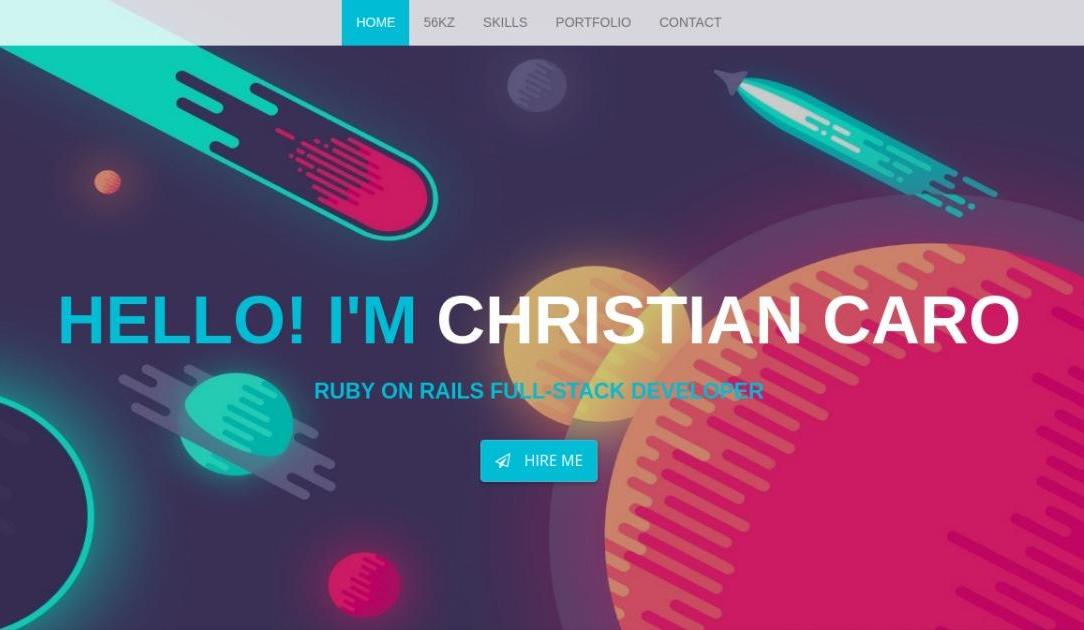 HOME 56KZ SKILLS PORTFOLIO CONTACT
HELLO! I'M CHRISTIAN CARO
RUBY ON RAILS FULL-STACK DEVELOPER
HIRE ME